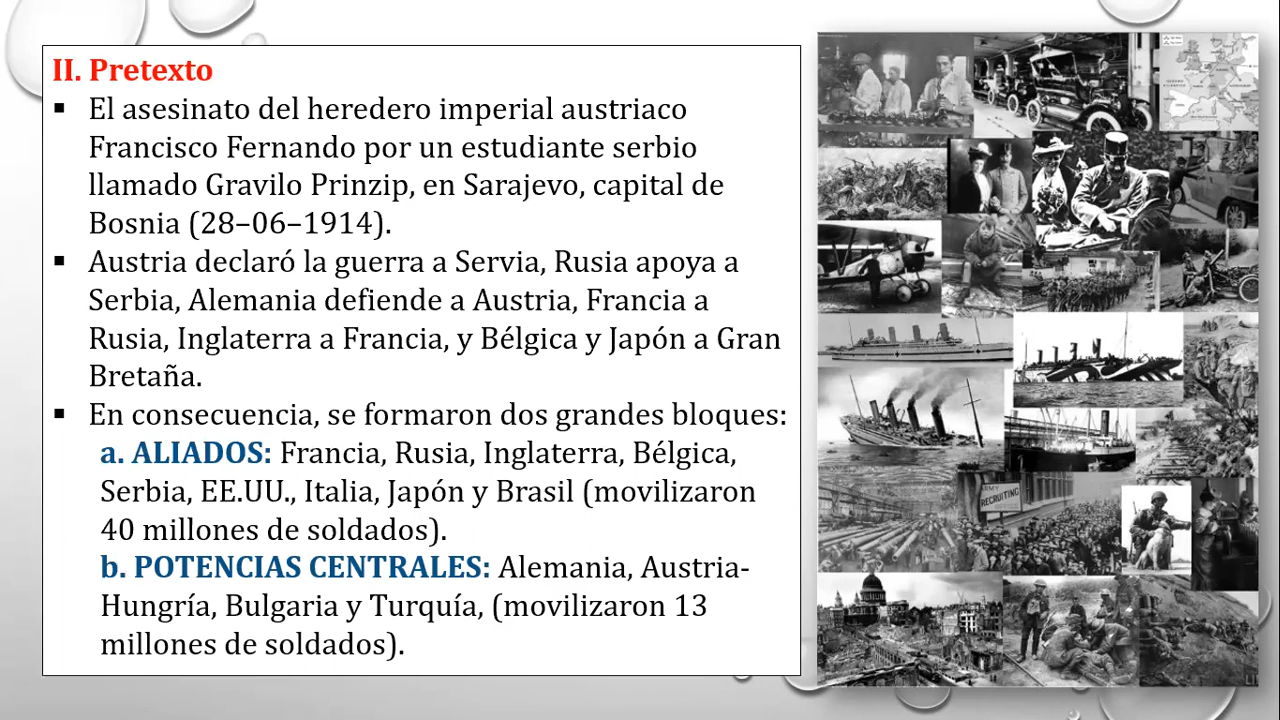 II. Pretexto
▪ El asesinato del heredero imperial austriaco
Francisco Fernando por un estudiante serbio
llamado Gravilo Prinzip, en Sarajevo, capital de
Bosnia (28–06–1914).
▪ Austria declaró la guerra a Servia, Rusia apoya a
Serbia, Alemania defiende a Austria, Francia a
Rusia, Inglaterra a Francia, y Bélgica y Japón a Gran
Bretaña.
▪ En consecuencia, se formaron dos grandes bloques:
a. ALIADOS: Francia, Rusia, Inglaterra, Bélgica,
Serbia, EE.UU., Italia, Japón y Brasil (movilizaron
40 millones de soldados).
b. POTENCIAS CENTRALES: Alemania, Austria-
Hungría, Bulgaria y Turquía, (movilizaron 13
millones de soldados).
ARMY
RECRUITING